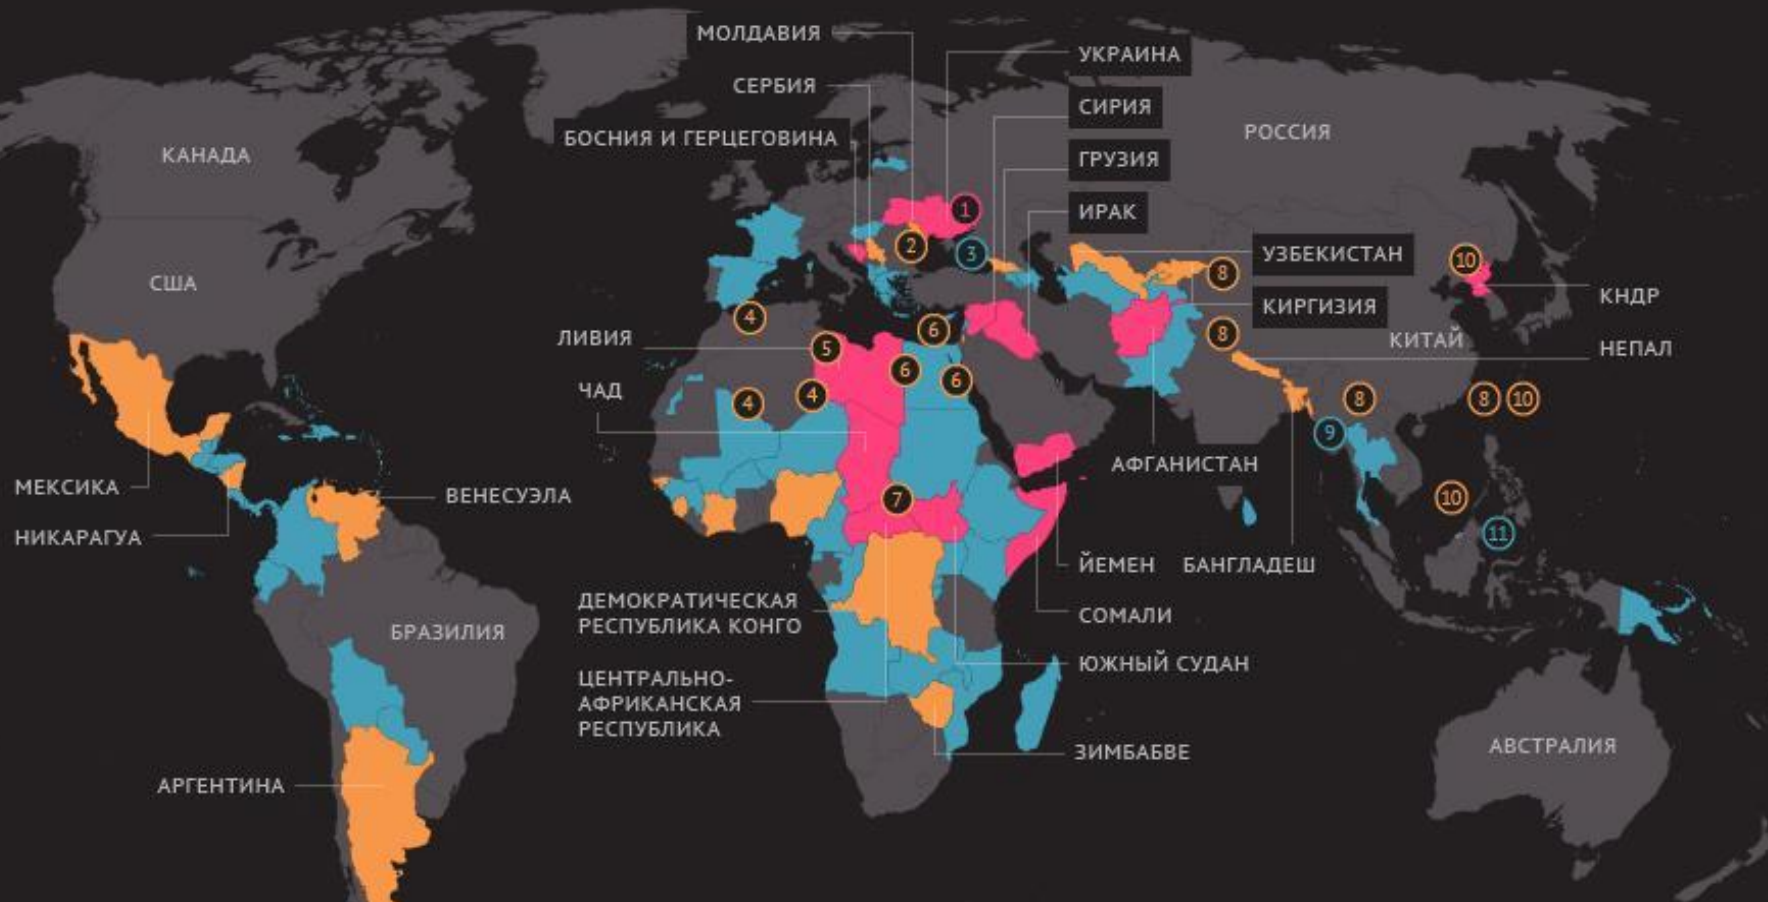 МОЛДАВИЯ
УКРАИНА
СЕРБИЯ
СИРИЯ
БОСНИЯ И ГЕРЦЕГОВИНА
РОССИЯ
КАНАДА
ГРУЗИЯ
ИРАК
1
2
3
УЗБЕКИСТАН
10
8
США
КНДР
КИРГИЗИЯ
4
6
8
КИТАЙ
ЛИВИЯ
5
НЕПАЛ
6
6
ЧАД
4
4
8
8
10
9
АФГАНИСТАН
МЕКСИКА
ВЕНЕСУЭЛА
7
10
НИКАРАГУА
11
ЙЕМЕН
БАНГЛАДЕШ
ДЕМОКРАТИЧЕСКАЯ
РЕСПУБЛИКА КОНГО
СОМАЛИ
БРАЗИЛИЯ
ЮЖНЫЙ СУДАН
ЦЕНТРАЛЬНО-
АФРИКАНСКАЯ
РЕСПУБЛИКА
ЗИМБАБВЕ
АВСТРАЛИЯ
АРГЕНТИНА